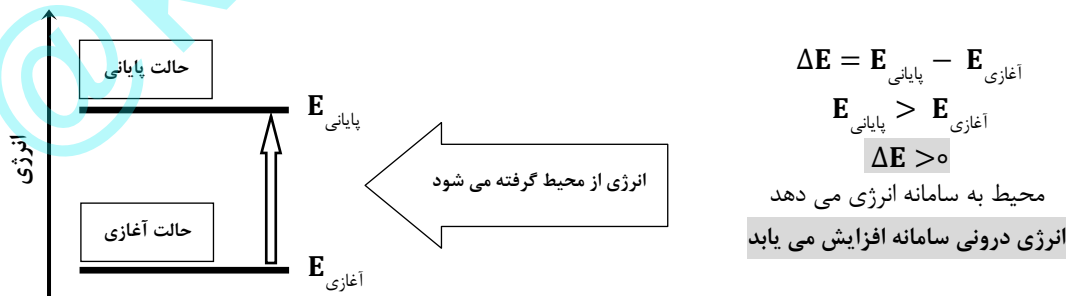 حالت پایانی
E پایانی
انرژی
انرژی از محیط گرفته می شود
حالت آغازی
E آغازی
ΔE = E پایانی − E آغازی
E پایانی > E آغازی
ΔE >०
محیط به سامانه انرژی می دهد
انرژی درونی سامانه افزایش می یابد